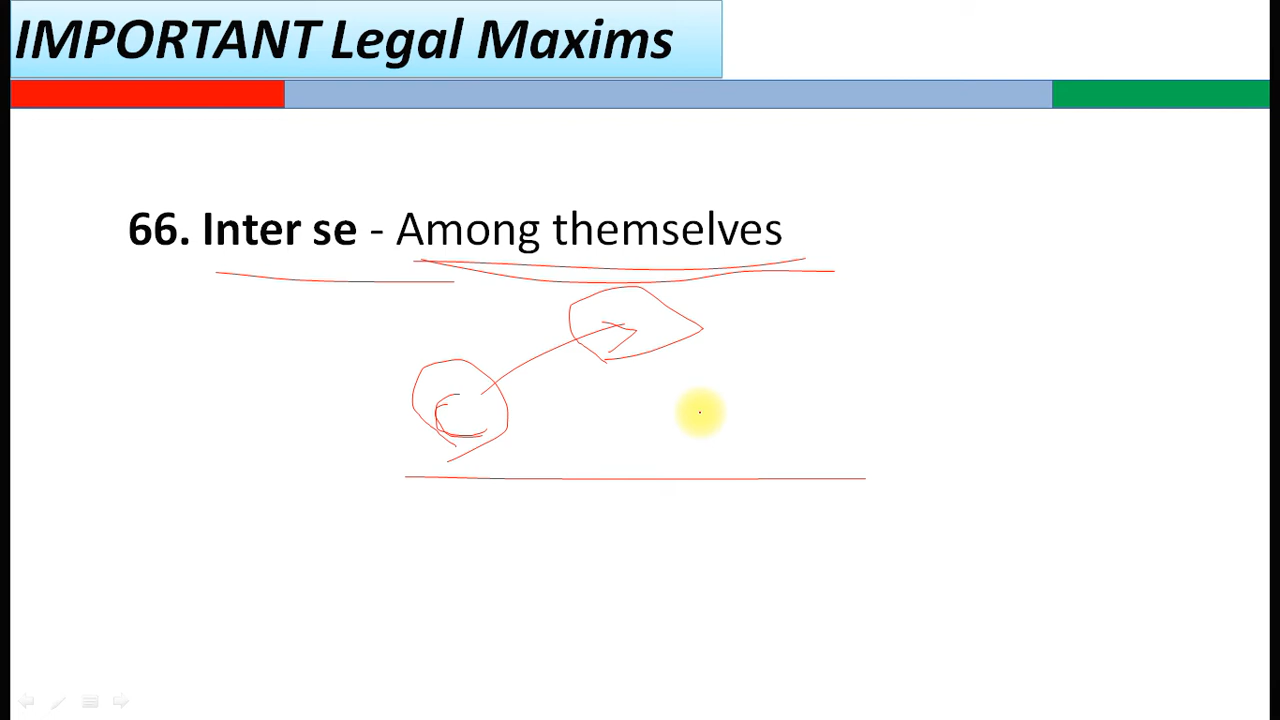 IMPORTANT Legal Maxims
66. Inter se - Among themselves